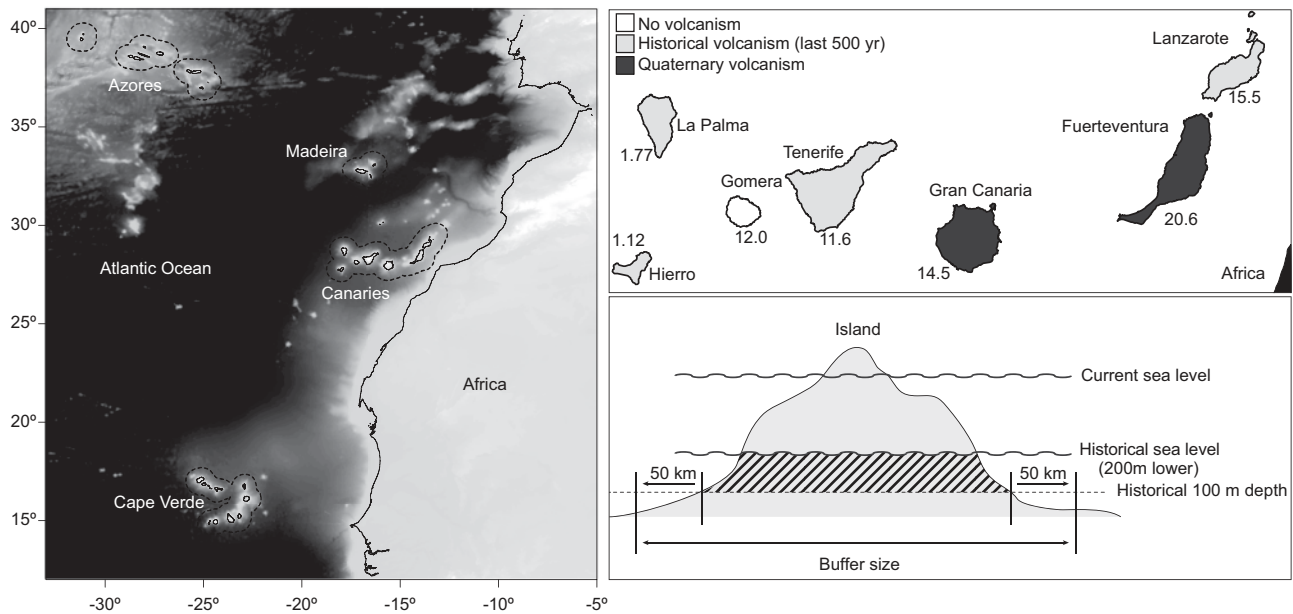 40º
35º
30º
25º
20º
15º
-30º
-25º
-20º
-15º
-10º
-5º
Azores
Madeira
Atlantic Ocean
Canaries
Africa
Cape Verde
No volcanism
Historical volcanism (last 500 yr)
Quaternary volcanism
Lanzarote
15.5
Fuerteventura
20.6
La Palma
1.77
Tenerife
11.6
Gomera
12.0
Gran Canaria
14.5
1.12
Hierro
Africa
Island
Current sea level
Historical sea level
(200m lower)
50 km
50 km
Historical 100 m depth
Buffer size